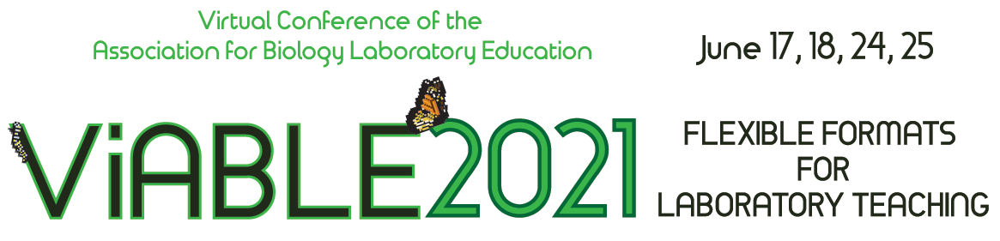 Virtual Conference of the
Association for Biology Laboratory Education
June 17, 18, 24, 25
ViABLE2021
FLEXIBLE FORMATS
FOR
LABORATORY TEACHING